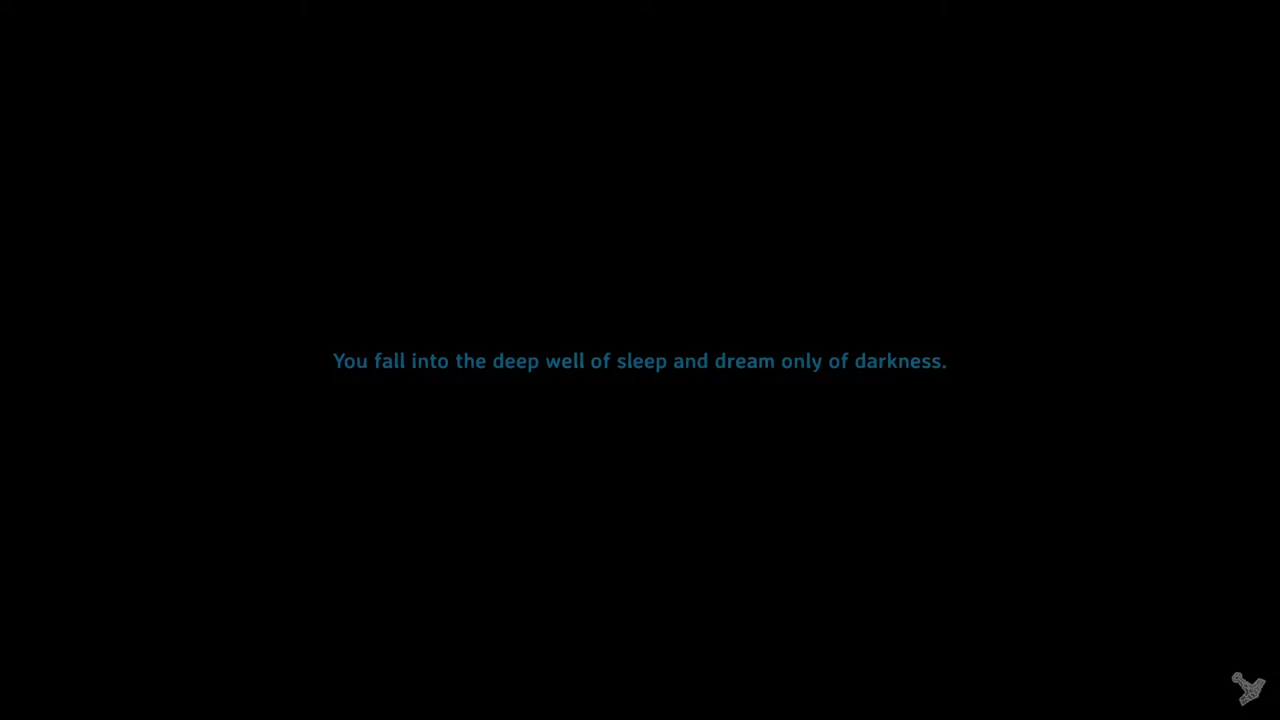 You fall into the deep well of sleep and dream only of darkness.